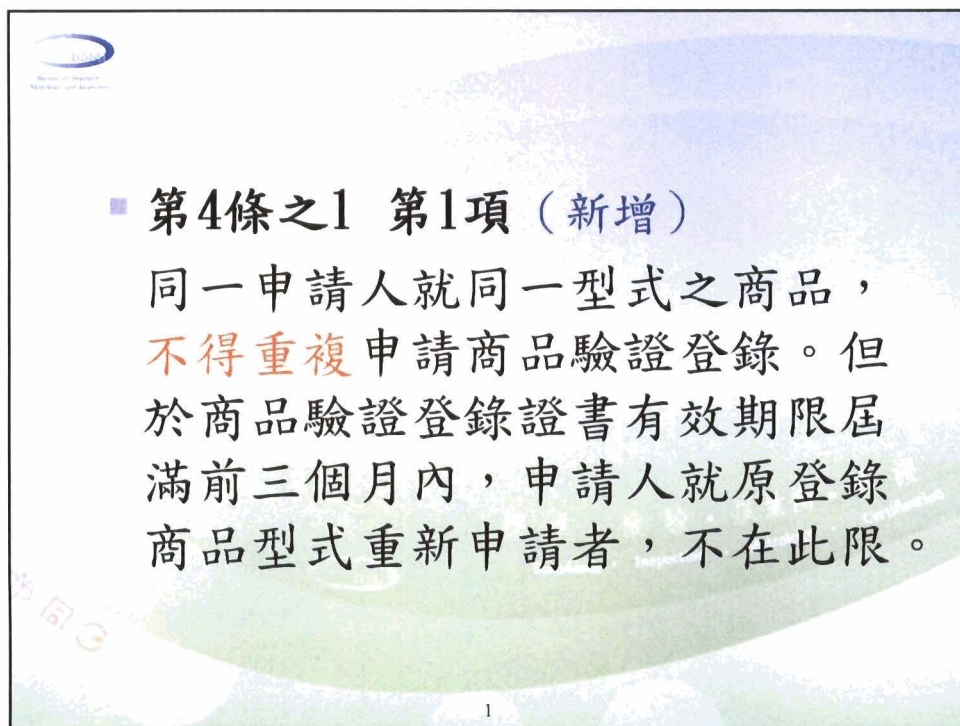 BSMI
第4條之1 第1項（新增）
同一申請人就同一型式之商品，
不得重複申請商品驗證登錄。但
於商品驗證登錄證書有效期限屆
滿前三個月內，申請人就原登錄
商品型式重新申請者，不在此限。
1